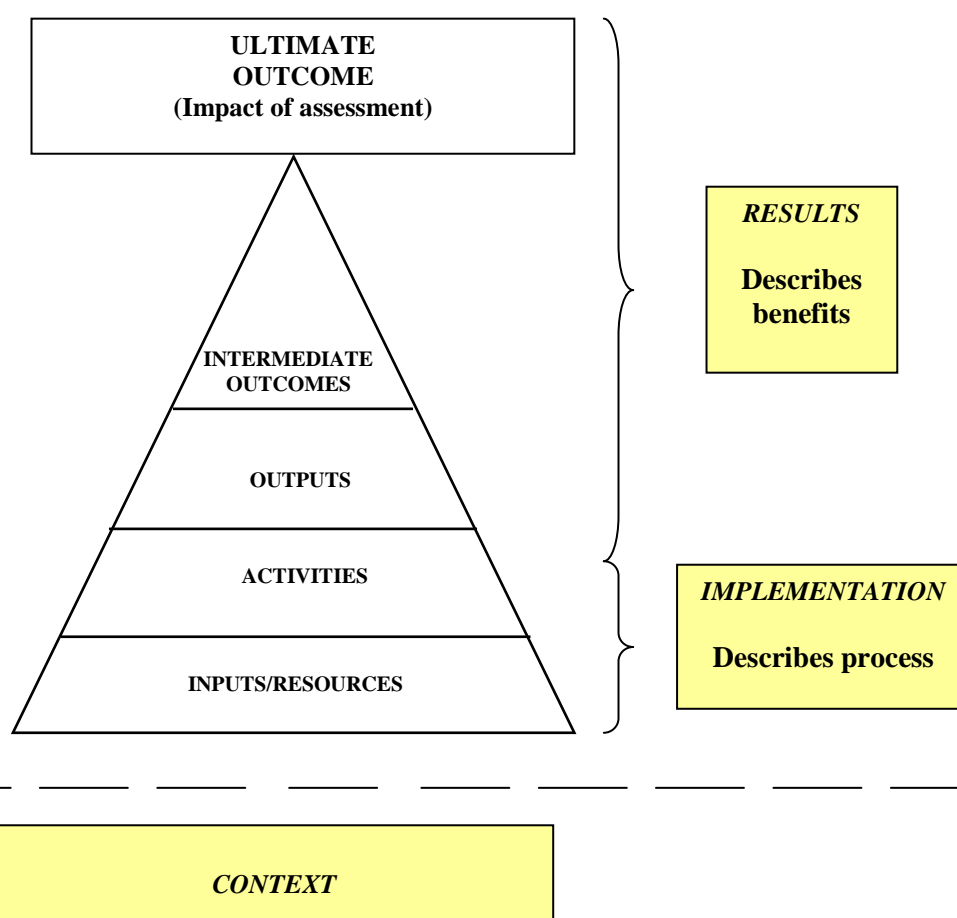 ULTIMATE
OUTCOME
(Impact of assessment)
RESULTS
Describes
benefits
INTERMEDIATE
OUTCOMES
OUTPUTS
ACTIVITIES
IMPLEMENTATION
Describes process
INPUTS/RESOURCES
CONTEXT